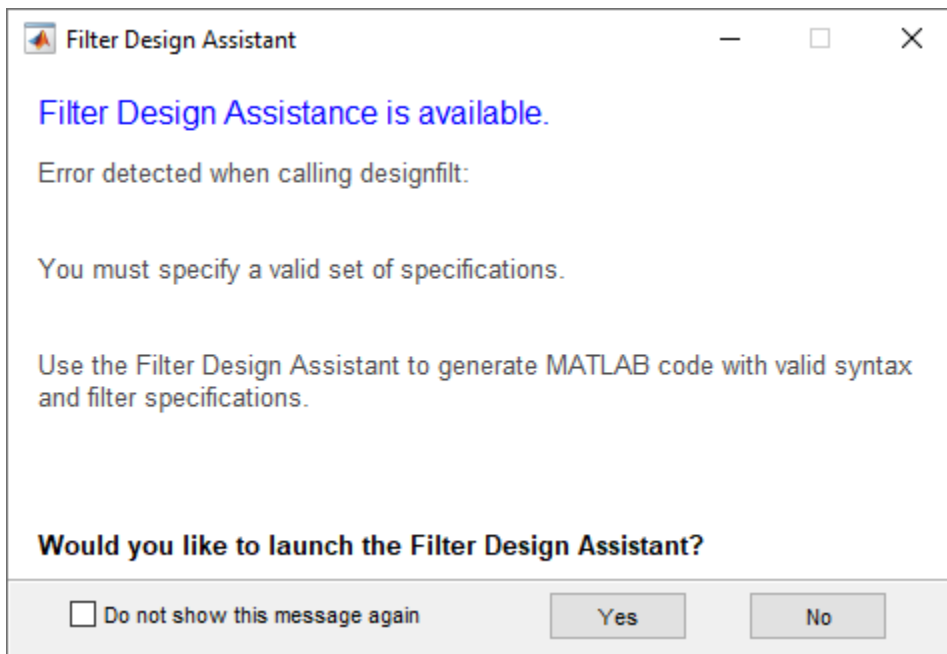 Filter Design Assistant
Filter Design Assistance is available.
Error detected when calling designfilt:
You must specify a valid set of specifications.
Use the Filter Design Assistant to generate MATLAB code with valid syntax
and filter specifications.
Would you like to launch the Filter Design Assistant?
Do not show this message again
Yes
No